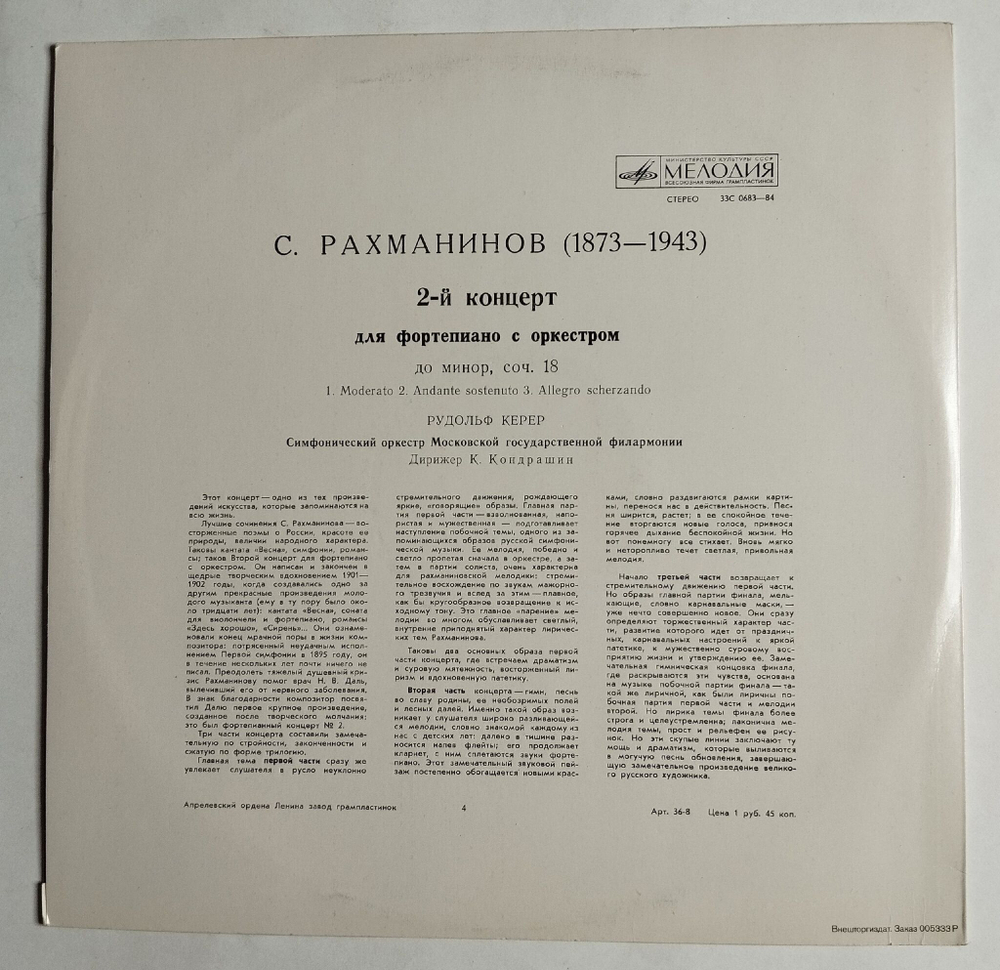 МИНИСТЕРСТВО КУЛЬТУРЫ СССР
МЕЛОДИЯ
ВСЕСОЮЗНАЯ ФИРМА ГРАМПЛАСТИНОК
СТЕРЕО 33С 0683—84
С. РАХМАНИНОВ (1873—1943)
2-й концерт
для фортепиано с оркестром
до минор, соч. 18
1. Moderato 2. Andante sostenuto 3. Allegro scherzando
РУДОЛЬФ КЕРЕР
Симфонический оркестр Московской государственной филармонии
Дирижер К. Кондрашин
Этот концерт — одно из тех произве-
дений искусства, которые запоминаются на
всю жизнь.
Лучшие сочинения С. Рахманинова — во-
сторженные поэмы о России, красоте ее
природы, величии народного характера.
Таковы кантата «Весна», симфонии, роман-
сы; таков Второй концерт для фортепиано
с оркестром. Он написан и закончен в
щедрые творческим вдохновением 1901—
1902 годы, когда создавались одно за
другим прекрасные произведения моло-
дого музыканта (ему в ту пору было око-
ло тридцати лет): кантата «Весна», соната
для виолончели и фортепиано, романсы
«Здесь хорошо», «Сирень»... Они ознаме-
новали конец мрачной поры в жизни ком-
позитора: потрясенный неудачным испол-
нением Первой симфонии в 1895 году, он
в течение нескольких лет почти ничего не
писал. Преодолеть тяжелый душевный кри-
зис Рахманинову помог врач Н. В. Даль,
вылечивший его от нервного заболевания.
В знак благодарности композитор посвя-
тил Далю первое крупное произведение,
созданное после творческого молчания;
это был фортепианный концерт № 2.
Три части концерта составили замеча-
тельную по стройности, законченности и
сжатую по форме трилогию.
Главная тема первой части сразу же
увлекает слушателя в русло неуклонно
стремительного движения, рождающего
яркие, «говорящие» образы. Главная пар-
тия первой части — взволнованная, напо-
ристая и мужественная — подготавливает
наступление побочной темы, одного из за-
поминающихся образов русской симфони-
ческой музыки. Ее мелодия, победно и
светло пропетая сначала в оркестре, а за-
тем в партии солиста, очень характерна
для рахманиновской мелодики: стреми-
тельное восхождение по звукам мажорно-
го трезвучия и вслед за этим — плавное,
как бы кругообразное возвращение к ис-
ходному тону. Это главное «парение» ме-
лодии во многом обуславливает светлый,
внутренне приподнятый характер лиричес-
ких тем Рахманинова.
Таковы два основных образа первой
части концерта, где встречаем драматизм
и суровую мятежность, восторженный ли-
ризм и вдохновенную патетику.
Вторая часть концерта — гимн, песнь
во славу родины, ее необозримых полей
и лесных далей. Именно такой образ воз-
никает у слушателя широко разливающей-
ся мелодии, словно знакомой каждому из
нас с детских лет: далеко в тишине раз-
носится напев флейты; его продолжает
кларнет, с ним сплетаются звуки форте-
пиано. Этот замечательный звуковой пей-
заж постепенно обогащается новыми крас-
ками, словно раздвигаются рамки карти-
ны, перенося нас в действительность. Пес-
ня ширится, растет; в ее спокойное тече-
ние вторгаются новые голоса, привнося
горячее дыхание беспокойной жизни. Но
вот понемногу все стихает. Вновь мягко
и неторопливо течет светлая, привольная
мелодия.
Начало третьей части возвращает к
стремительному движению первой части.
Но образы главной партии финала, мель-
кающие, словно карнавальные маски, —
уже нечто совершенно новое. Они сразу
определяют торжественный характер час-
ти, развитие которого идет от празднич-
ных, карнавальных настроений к яркой
патетике, к мужественно суровому вос-
приятию жизни и утверждению ее. Заме-
чательная гимническая концовка финала,
где раскрываются эти чувства, основана
на музыке побочной партии финала — та-
кой же лиричной, как были лиричны по-
бочная партия первой части и мелодии
второй. Но лирика темы финала более
строга и целеустремленна; лаконична ме-
лодия темы, прост и рельефен ее рису-
нок. Но эти скупые линии заключают ту
мощь и драматизм, которые выливаются
в могучую песнь обновления, завершаю-
щую замечательное произведение велико-
го русского художника.
Апрелевский ордена Ленина завод грампластинок 4 Арт. 36-8 Цена 1 руб. 45 коп.
Внешторгиздат. Заказ 005333Р